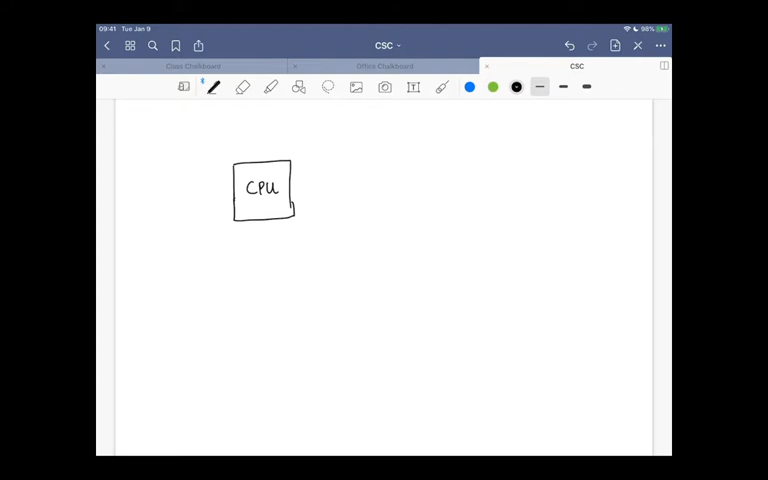 09:41 Tue Jan 9
98%
CSC
Class Chalkboard
Office Chalkboard
CSC
CPU